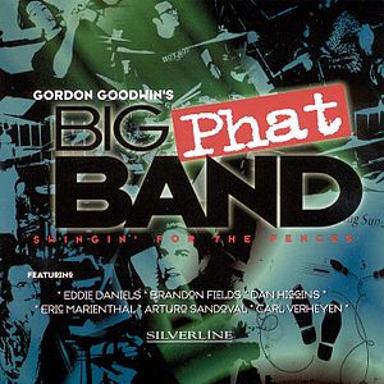 GORDON GOODWIN'S
BIG Phat
BAND
SWINGIN' FOR THE FENCES
FEATURING
* EDDIE DANIELS * BRANDON FIELDS * DAN HIGGINS *
* ERIC MARIENTHAL * ARTURO SANDOVAL * CARL VERHEYEN *
SILVERLINE